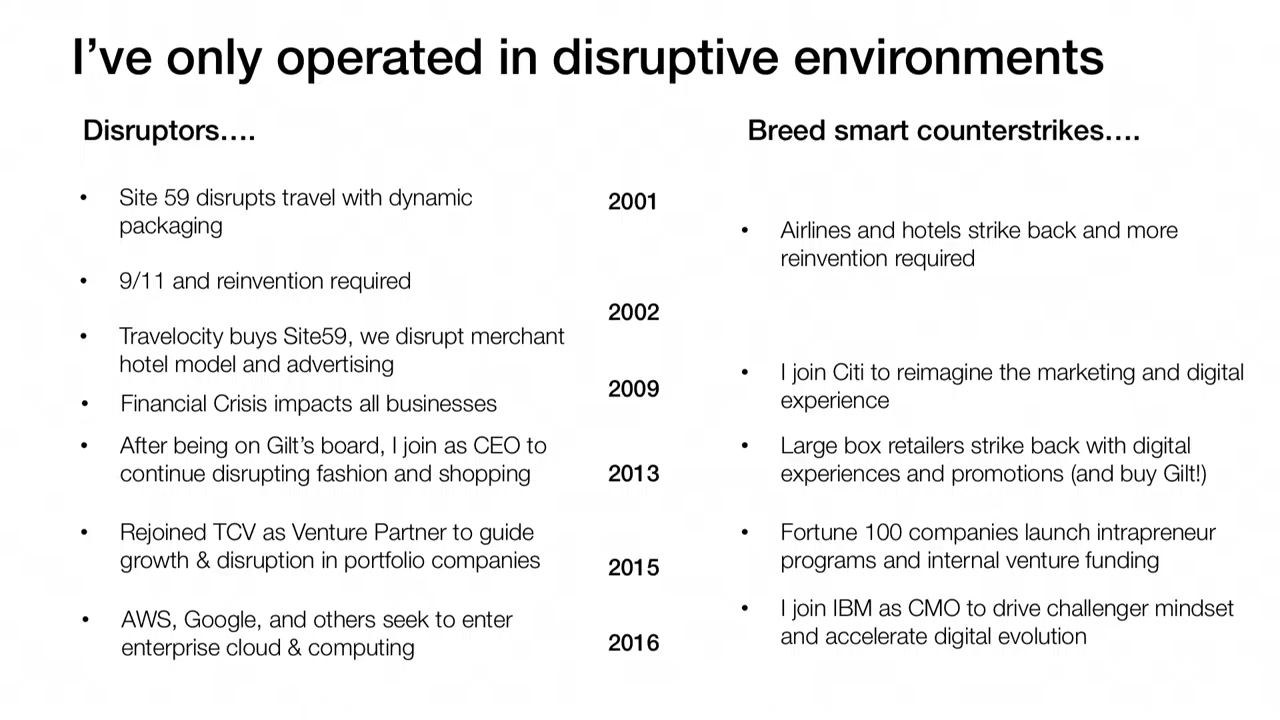 I've only operated in disruptive environments
Disruptors....
Breed smart counterstrikes....
• Site 59 disrupts travel with dynamic
packaging
2001
• Airlines and hotels strike back and more
reinvention required
• 9/11 and reinvention required
2002
• Travelocity buys Site59, we disrupt merchant
hotel model and advertising
2009
• I join Citi to reimagine the marketing and digital
experience
• Financial Crisis impacts all businesses
• After being on Gilt's board, I join as CEO to
continue disrupting fashion and shopping
2013
• Large box retailers strike back with digital
experiences and promotions (and buy Gilt!)
• Rejoined TCV as Venture Partner to guide
growth & disruption in portfolio companies
2015
• Fortune 100 companies launch intrapreneur
programs and internal venture funding
• AWS, Google, and others seek to enter
enterprise cloud & computing
2016
• I join IBM as CMO to drive challenger mindset
and accelerate digital evolution